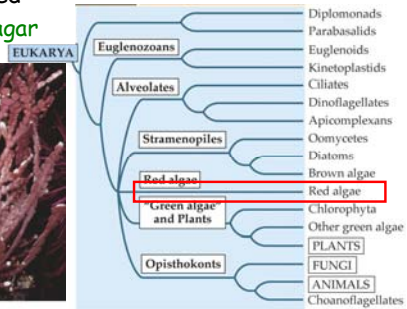 agar
EUKARYA
Euglenozoans
Alveolates
Stramenopiles
Red algae
"Green algae"
and Plants
Opisthokonts
Diplomonads
Parabasalids
Euglenoids
Kinetoplastids
Ciliates
Dinoflagellates
Apicomplexans
Oomycetes
Diatoms
Brown algae
Red algae
Chlorophyta
Other green algae
PLANTS
FUNGI
ANIMALS
Choanoflagellates